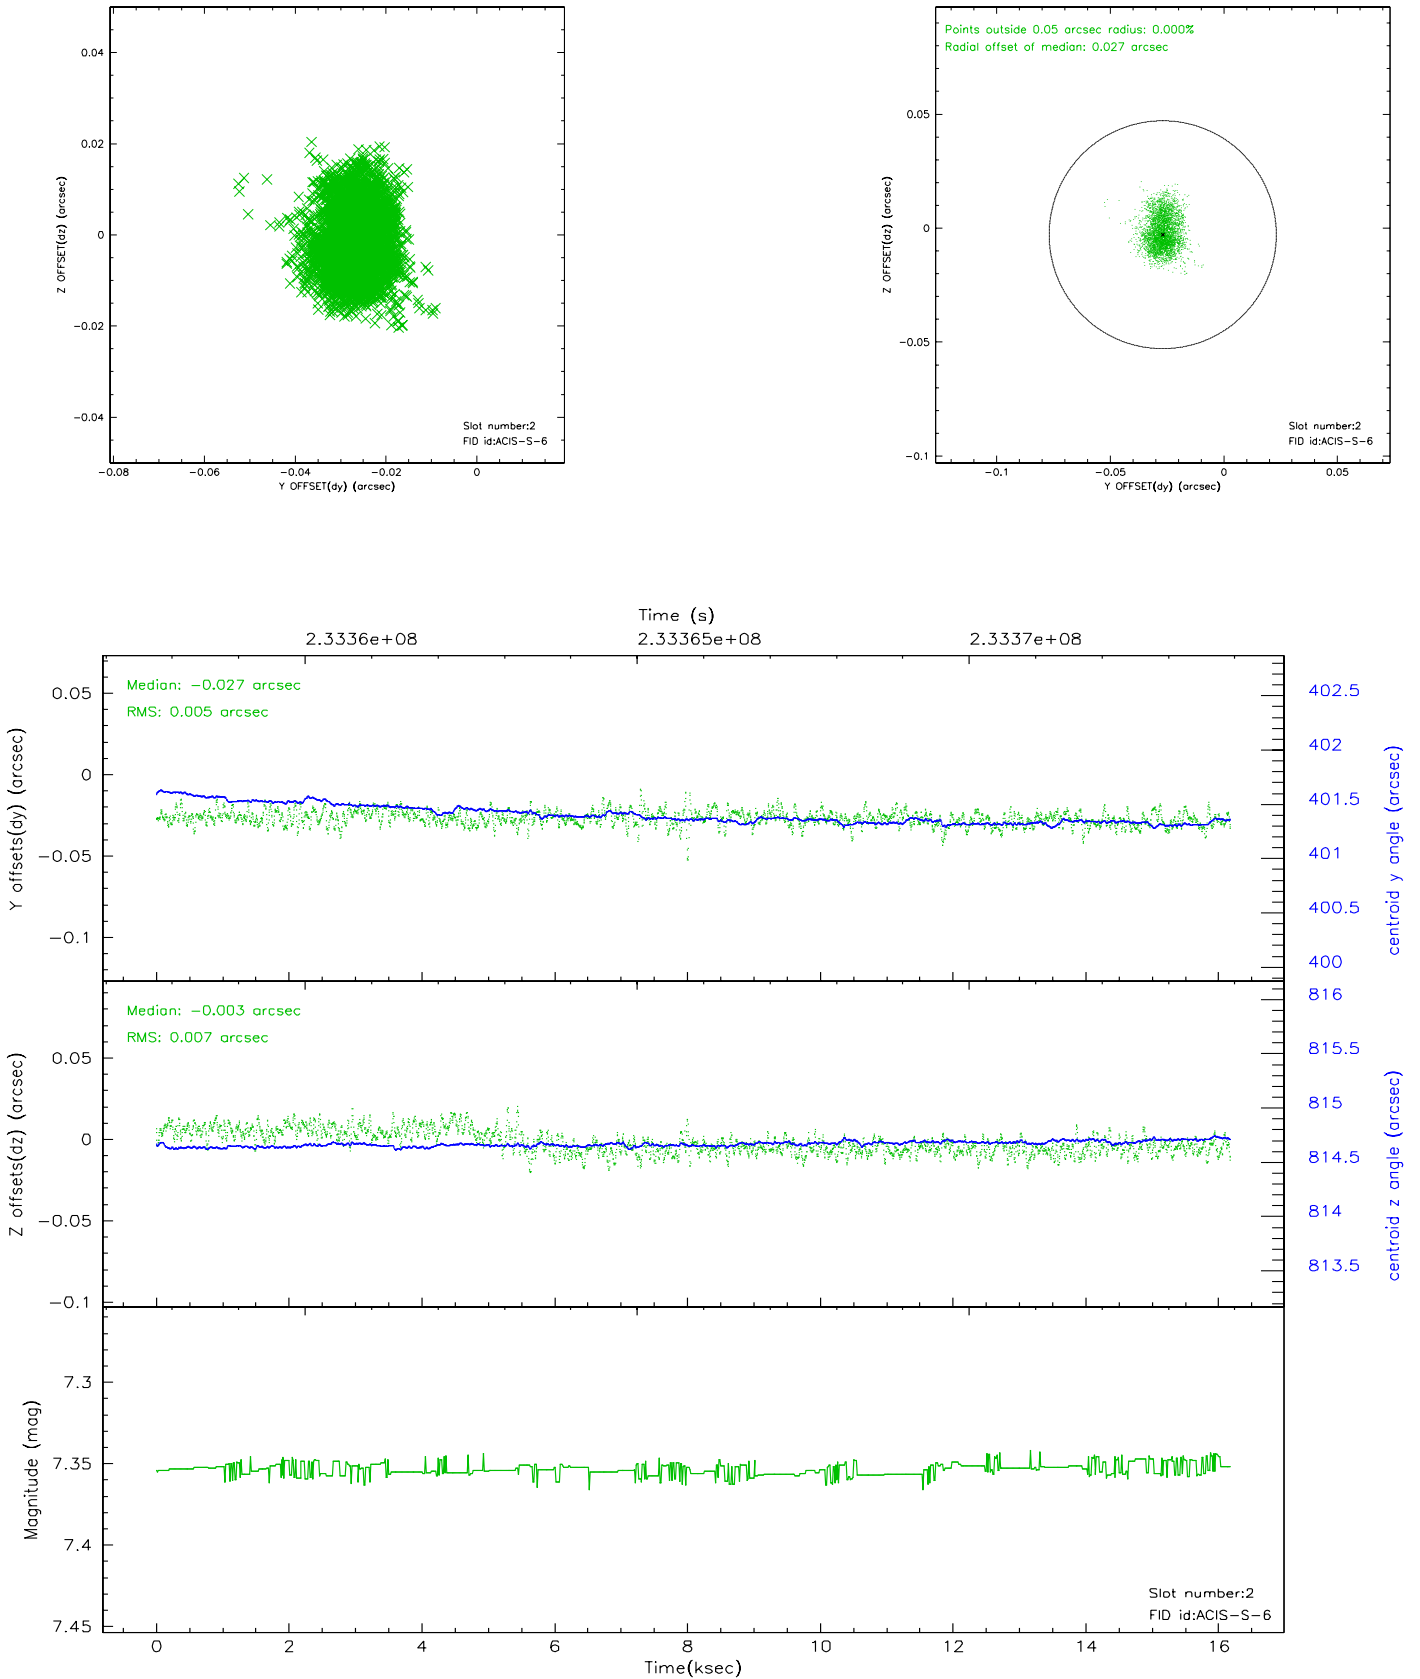 0.04
0.02
0
−0.02
−0.04
Z OFFSET(dz) (arcsec)
Slot number:2
FID id:ACIS−S−6
−0.08
−0.06
−0.04
−0.02
0
Y OFFSET(dy) (arcsec)
Points outside 0.05 arcsec radius: 0.000%
Radial offset of median: 0.027 arcsec
0.05
0
−0.05
−0.1
Z OFFSET(dz) (arcsec)
Slot number:2
FID id:ACIS−S−6
−0.1
−0.05
0
0.05
Y OFFSET(dy) (arcsec)
Time (s)
2.3336e+08
2.33365e+08
2.3337e+08
Median: −0.027 arcsec
RMS: 0.005 arcsec
0.05
0
−0.05
−0.1
Y offsets(dy) (arcsec)
402.5
402
401.5
401
400.5
400
centroid y angle (arcsec)
Median: −0.003 arcsec
RMS: 0.007 arcsec
0.05
0
−0.05
−0.1
Z offsets(dz) (arcsec)
816
815.5
815
814.5
814
813.5
centroid z angle (arcsec)
7.3
7.35
7.4
7.45
Magnitude (mag)
Slot number:2
FID id:ACIS−S−6
0
2
4
6
8
10
12
14
16
Time(ksec)